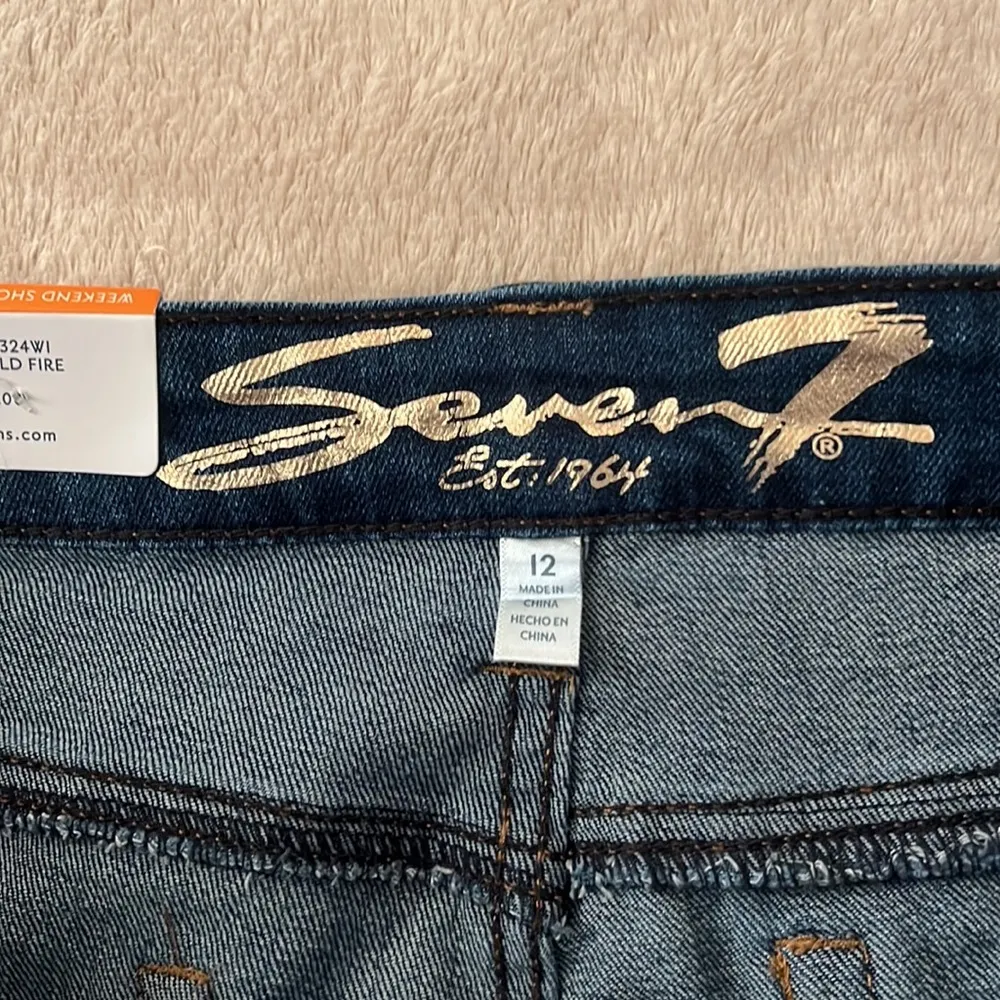 WEEKEND SHO
324WI
LD FIRE
ns.com
Seven7®
Est. 1964
12
MADE IN
CHINA
HECHO EN
CHINA